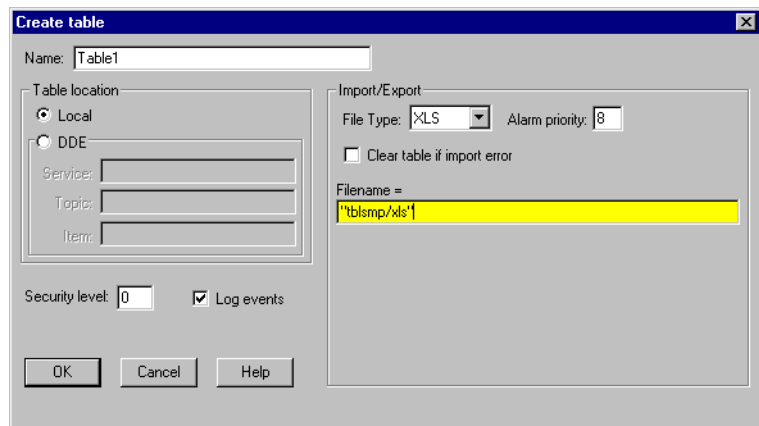 Create table
Name: Table1
Table location
Local
DDE
Service:
Topic:
Item:
Security level: 0
Log events
OK Cancel Help
Import/Export
File Type: XLS Alarm priority: 8
Clear table if import error
Filename =
"tblsmp/xls"